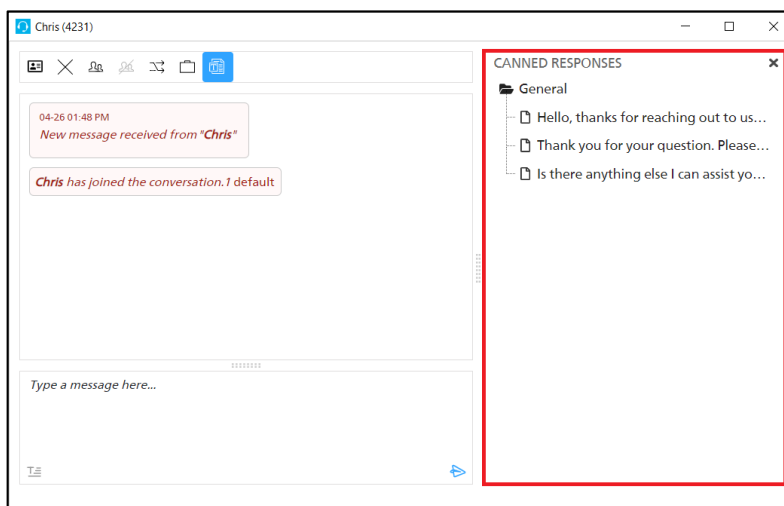 Chris (4231)
CANNED RESPONSES
General
Hello, thanks for reaching out to us...
Thank you for your question. Please...
Is there anything else I can assist yo...
04-26 01:48 PM
New message received from "Chris"
Chris has joined the conversation.1 default
Type a message here...